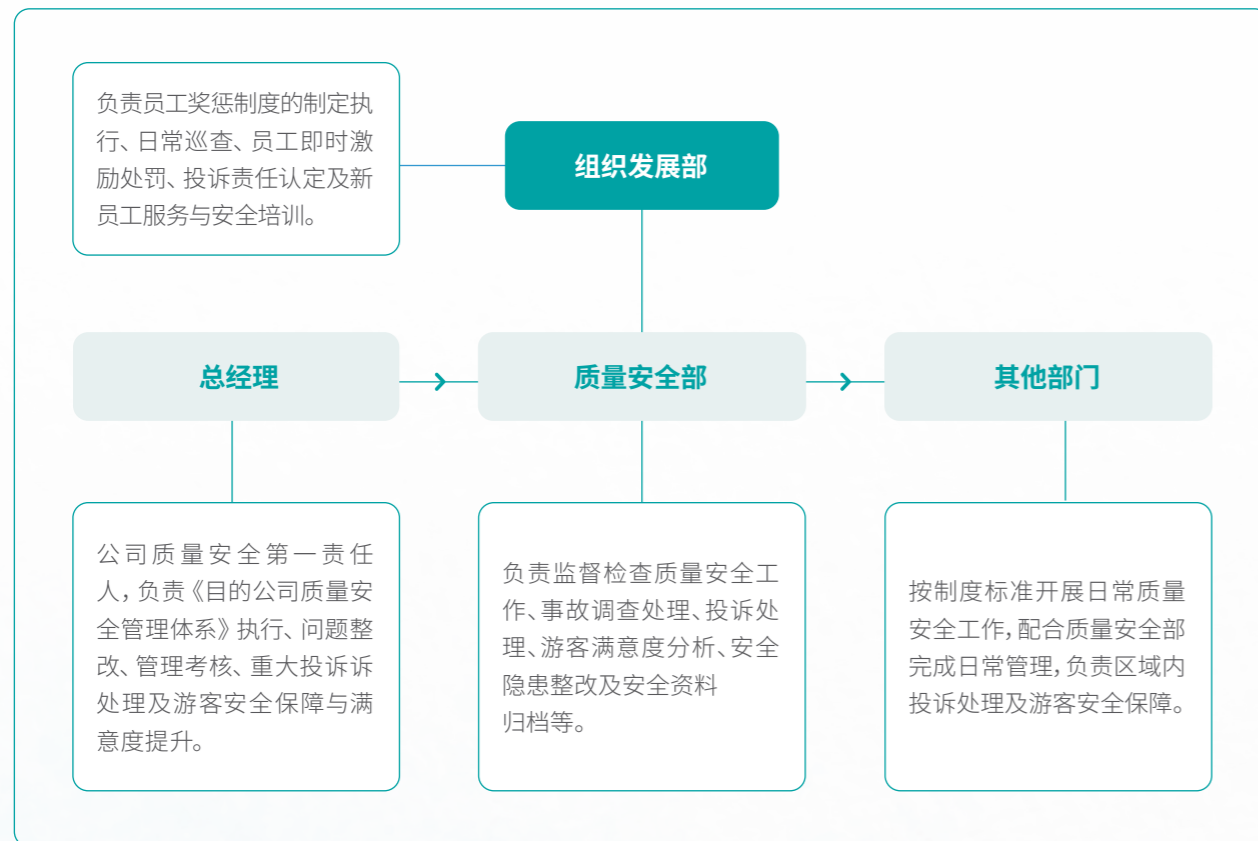 负责员工奖惩制度的制定执
行、日常巡查、员工即时激
励处罚、投诉责任认定及新
员工服务与安全培训。
组织发展部
总经理
质量安全部
其他部门
公司质量安全第一责任
人，负责《目的公司质量安
全管理体系》执行、问题整
改、管理考核、重大投诉诉
处理及游客安全保障与满
意度提升。
负责监督检查质量安全工
作、事故调查处理、投诉处
理、游客满意度分析、安全
隐患整改及安全资料
归档等。
按制度标准开展日常质量
安全工作，配合质量安全部
完成日常管理，负责区域内
投诉处理及游客安全保障。